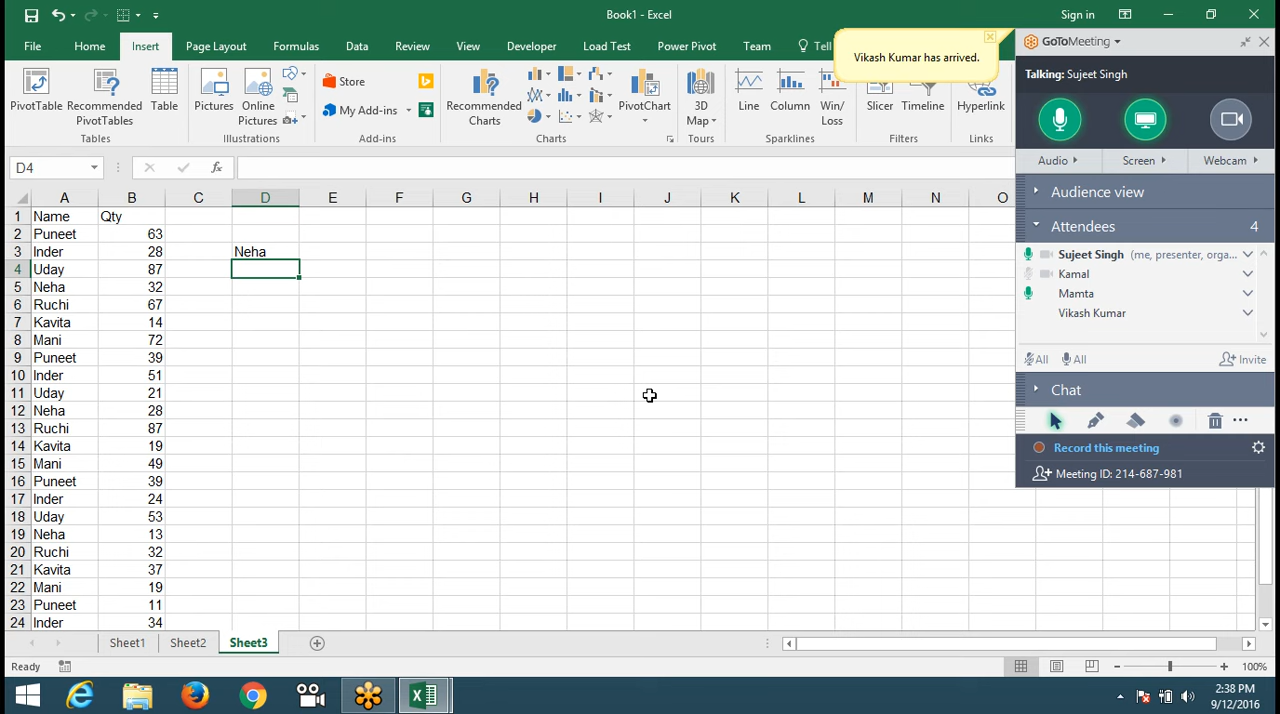 Book1 - Excel
Sign in
File Home Insert Page Layout Formulas Data Review View Developer Load Test Power Pivot Team Tell
Vikash Kumar has arrived.
PivotTable
Recommended PivotTables
Table
Tables
Pictures
Online Pictures
Illustrations
Store
My Add-ins
Add-ins
Recommended Charts
PivotChart
Charts
3D Map
Tours
Line
Column
Win/Loss
Sparklines
Slicer
Timeline
Filters
Hyperlink
Links
D4
fx
A B C D E F G H I J K L M N O
1 Name Qty
2 Puneet 63
3 Inder 28 Neha
4 Uday 87
5 Neha 32
6 Ruchi 67
7 Kavita 14
8 Mani 72
9 Puneet 39
10 Inder 51
11 Uday 21
12 Neha 28
13 Ruchi 87
14 Kavita 19
15 Mani 49
16 Puneet 39
17 Inder 24
18 Uday 53
19 Neha 13
20 Ruchi 32
21 Kavita 37
22 Mani 19
23 Puneet 11
24 Inder 34
Sheet1 Sheet2 Sheet3
Ready
100%
GoToMeeting
Talking: Sujeet Singh
Audio Screen Webcam
Audience view
Attendees 4
Sujeet Singh (me, presenter, orga...
Kamal
Mamta
Vikash Kumar
All All Invite
Chat
Record this meeting
Meeting ID: 214-687-981
2:38 PM
9/12/2016